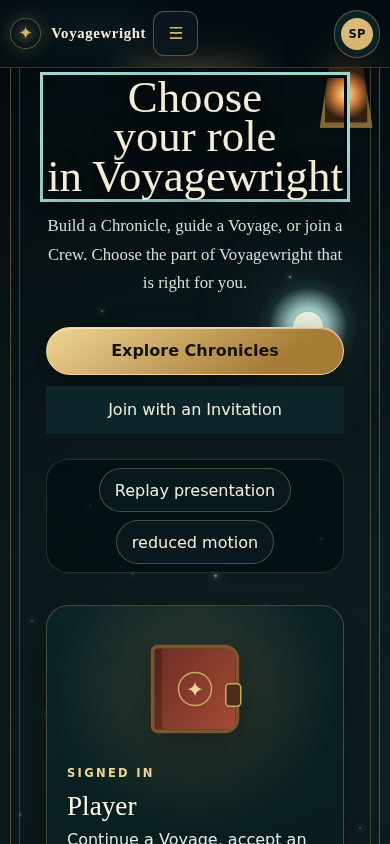 Voyagewright
☰
SP
Choose
your role
in Voyagewright
Build a Chronicle, guide a Voyage, or join a
Crew. Choose the part of Voyagewright that
is right for you.
Explore Chronicles
Join with an Invitation
Replay presentation
reduced motion
SIGNED IN
Player
Continue a Voyage, accept an